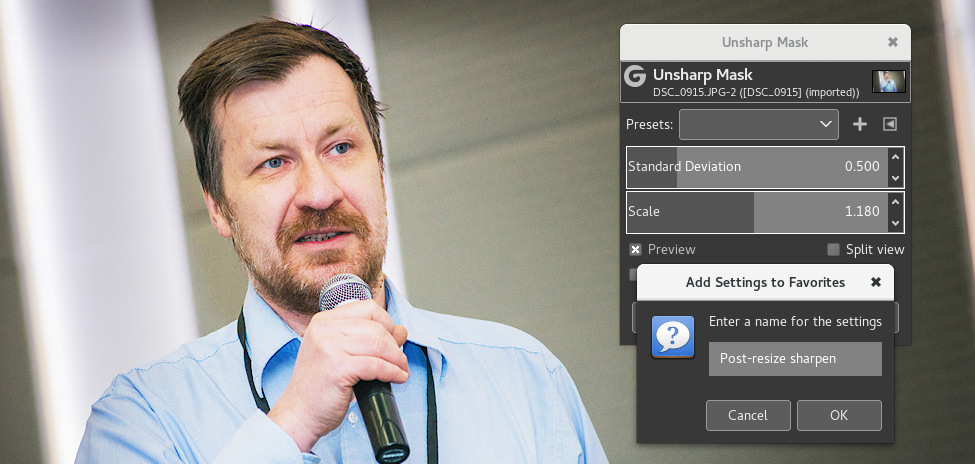 Unsharp Mask
Unsharp Mask
DSC_0915.JPG-2 ([DSC_0915] (imported))
Presets:
Standard Deviation 0.500
Scale 1.180
Preview Split view
Add Settings to Favorites
Enter a name for the settings
Post-resize sharpen
Cancel OK